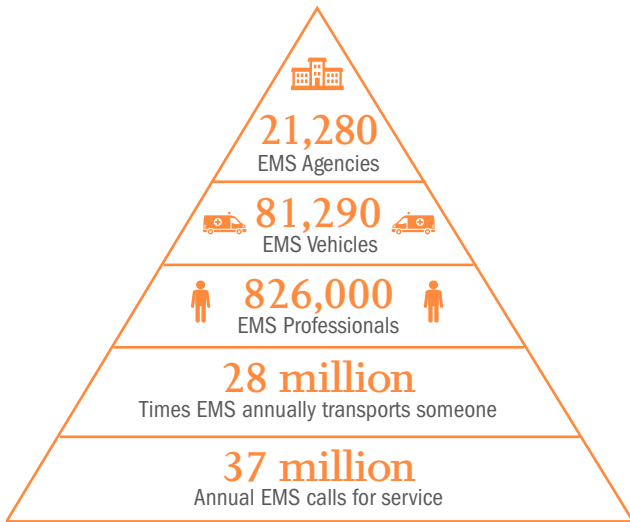 21,280
EMS Agencies
81,290
EMS Vehicles
826,000
EMS Professionals
28 million
Times EMS annually transports someone
37 million
Annual EMS calls for service